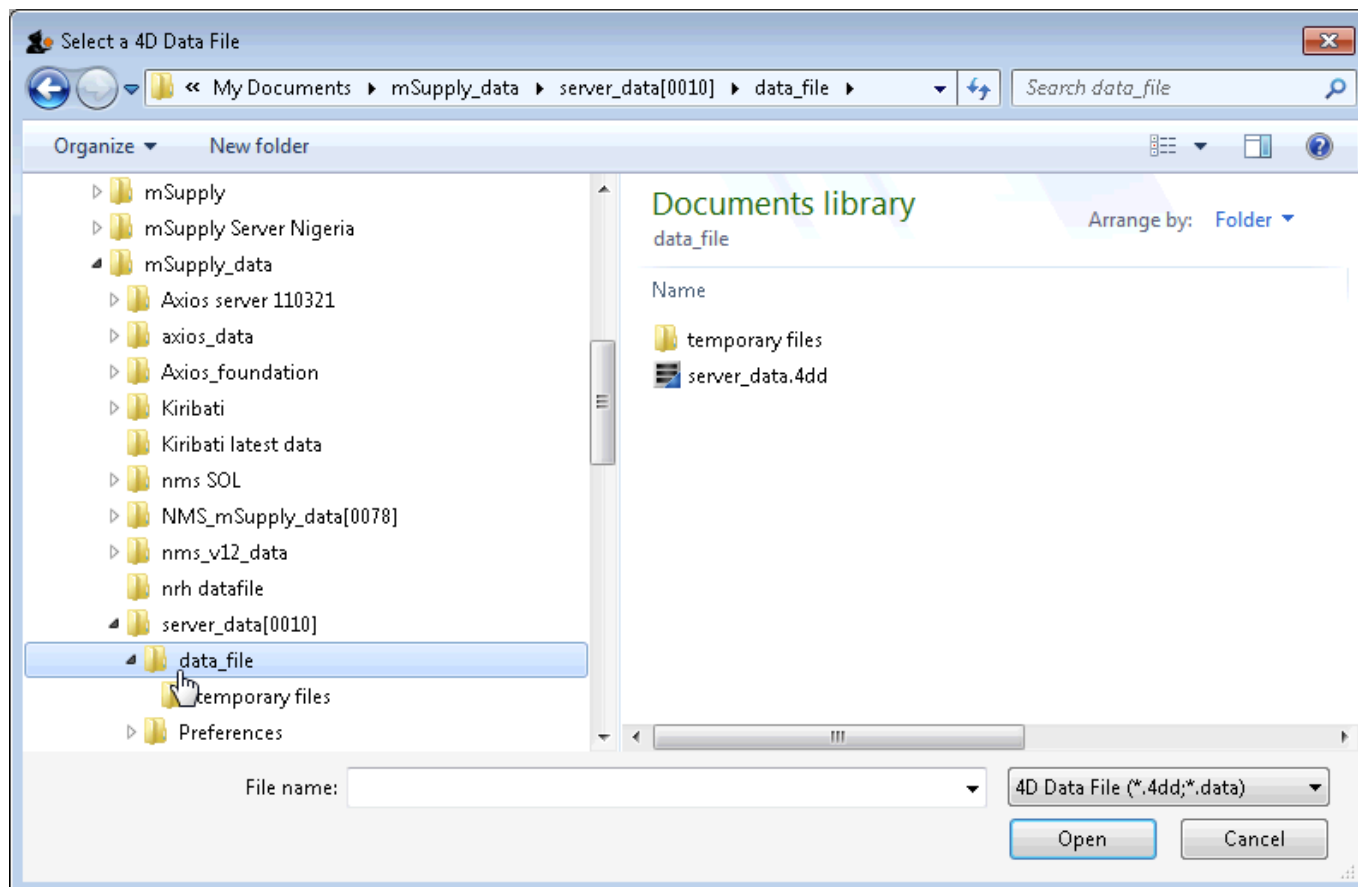 Select a 4D Data File
« My Documents ▸ mSupply_data ▸ server_data[0010] ▸ data_file ▸ Search data_file
Organize New folder
mSupply
mSupply Server Nigeria
mSupply_data
Axios server 110321
axios_data
Axios_foundation
Kiribati
Kiribati latest data
nms SOL
NMS_mSupply_data[0078]
nms_v12_data
nrh datafile
server_data[0010]
data_file
temporary files
Preferences
Documents library
data_file
Arrange by: Folder
Name
temporary files
server_data.4dd
File name: 4D Data File (*.4dd;*.data)
Open Cancel